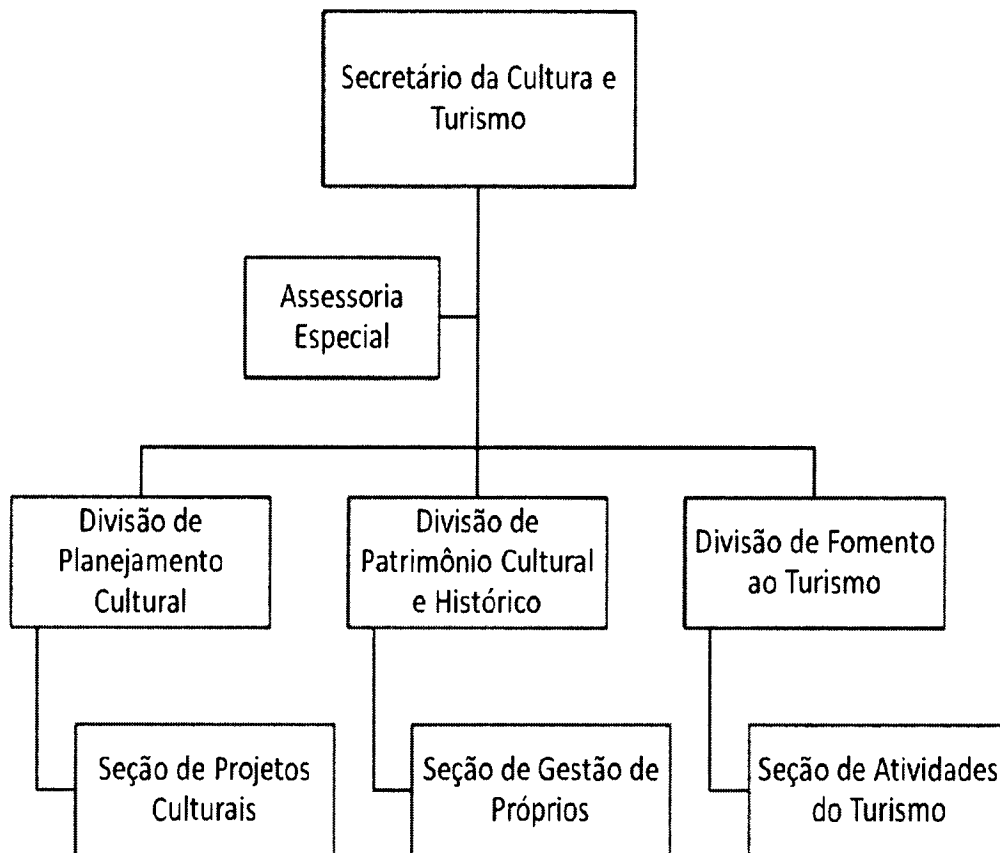 Secretário da Cultura e
Turismo
Assessoria
Especial
Divisão de
Planejamento
Cultural
Divisão de
Patrimônio Cultural
e Histórico
Divisão de Fomento
ao Turismo
Seção de Projetos
Culturais
Seção de Gestão de
Próprios
Seção de Atividades
do Turismo